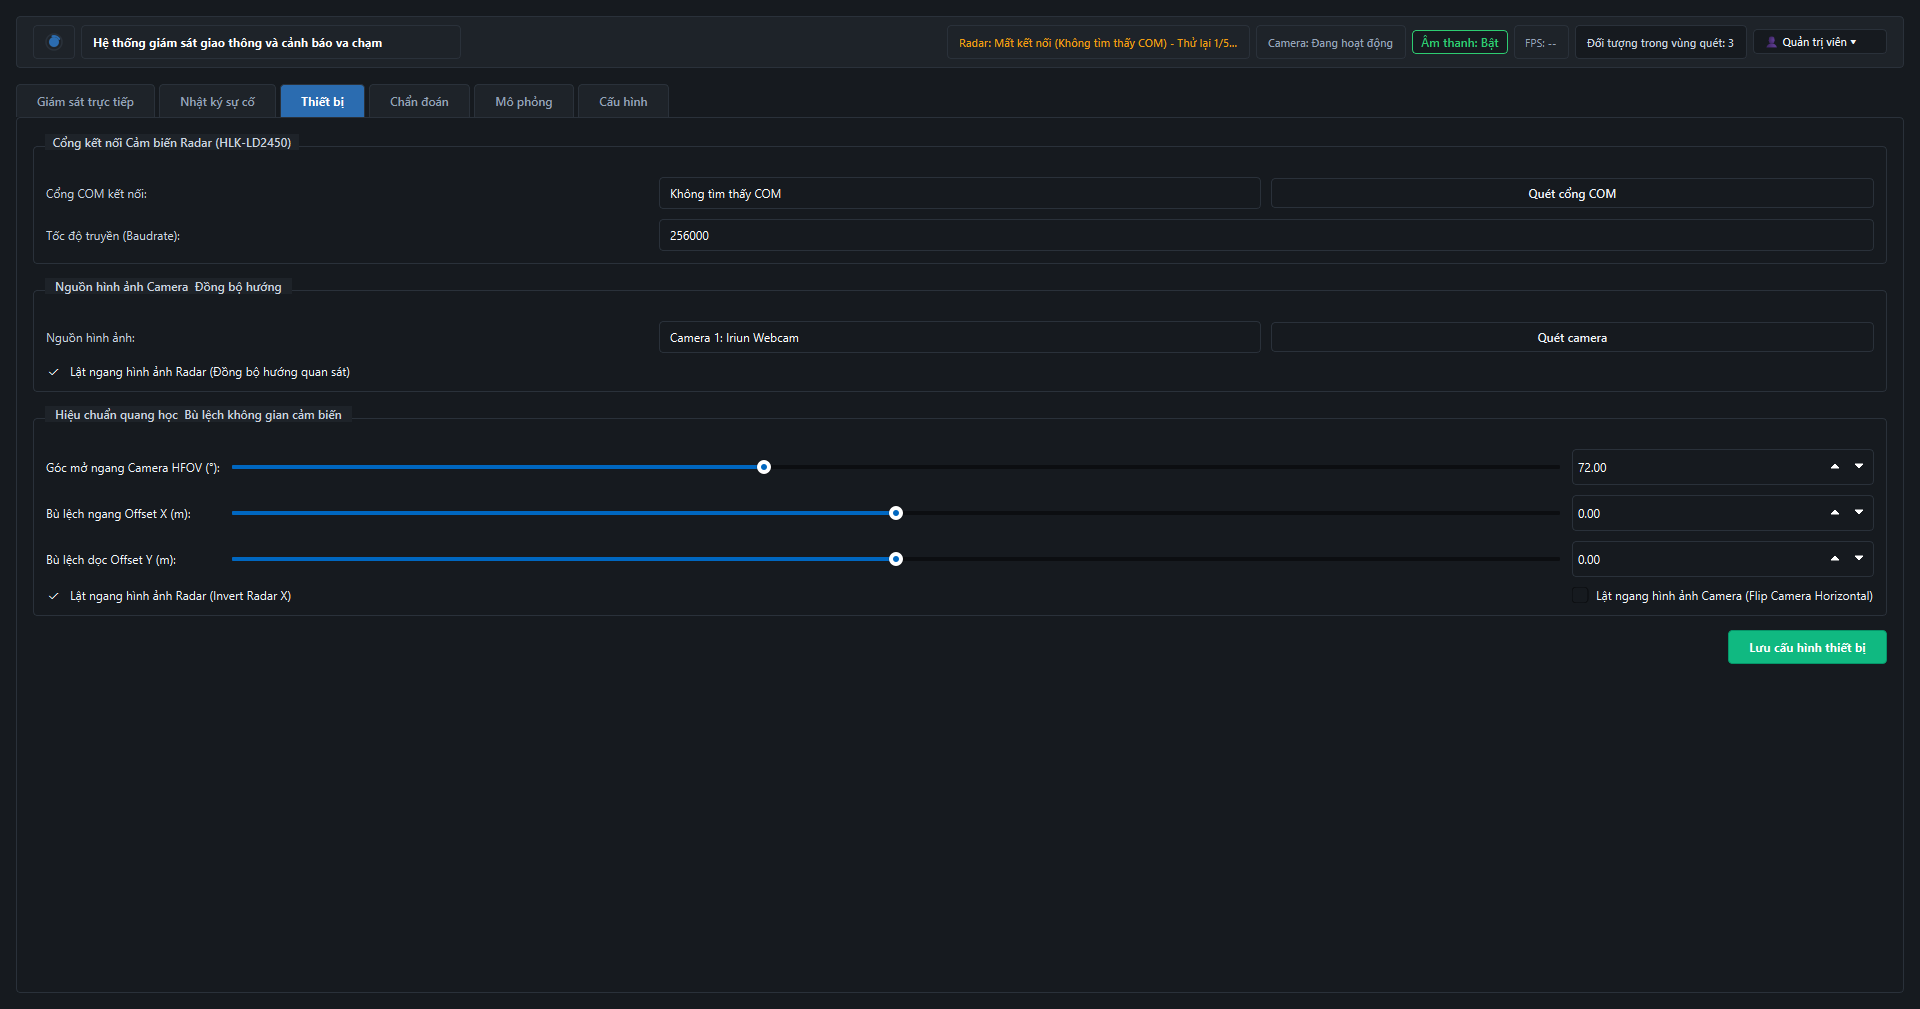 Hệ thống giám sát giao thông và cảnh báo va chạm
Radar: Mất kết nối (Không tìm thấy COM) - Thử lại 1/5...
Camera: Đang hoạt động
Âm thanh: Bật
FPS: --
Đối tượng trong vùng quét: 3
Quản trị viên ▾
Giám sát trực tiếp
Nhật ký sự cố
Thiết bị
Chẩn đoán
Mô phỏng
Cấu hình
Cổng kết nối Cảm biến Radar (HLK-LD2450)
Cổng COM kết nối:
Không tìm thấy COM
Quét cổng COM
Tốc độ truyền (Baudrate):
256000
Nguồn hình ảnh Camera  Đồng bộ hướng
Nguồn hình ảnh:
Camera 1: Iriun Webcam
Quét camera
Lật ngang hình ảnh Radar (Đồng bộ hướng quan sát)
Hiệu chuẩn quang học  Bù lệch không gian cảm biến
Góc mở ngang Camera HFOV (°):
72.00
Bù lệch ngang Offset X (m):
0.00
Bù lệch dọc Offset Y (m):
0.00
Lật ngang hình ảnh Radar (Invert Radar X)
Lật ngang hình ảnh Camera (Flip Camera Horizontal)
Lưu cấu hình thiết bị